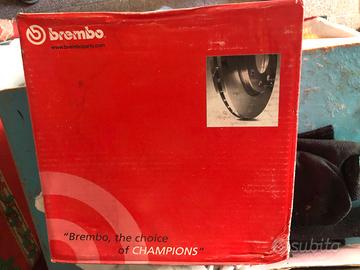 brembo
www.bremboparts.com
"Brembo, the choice
of CHAMPIONS"
subito